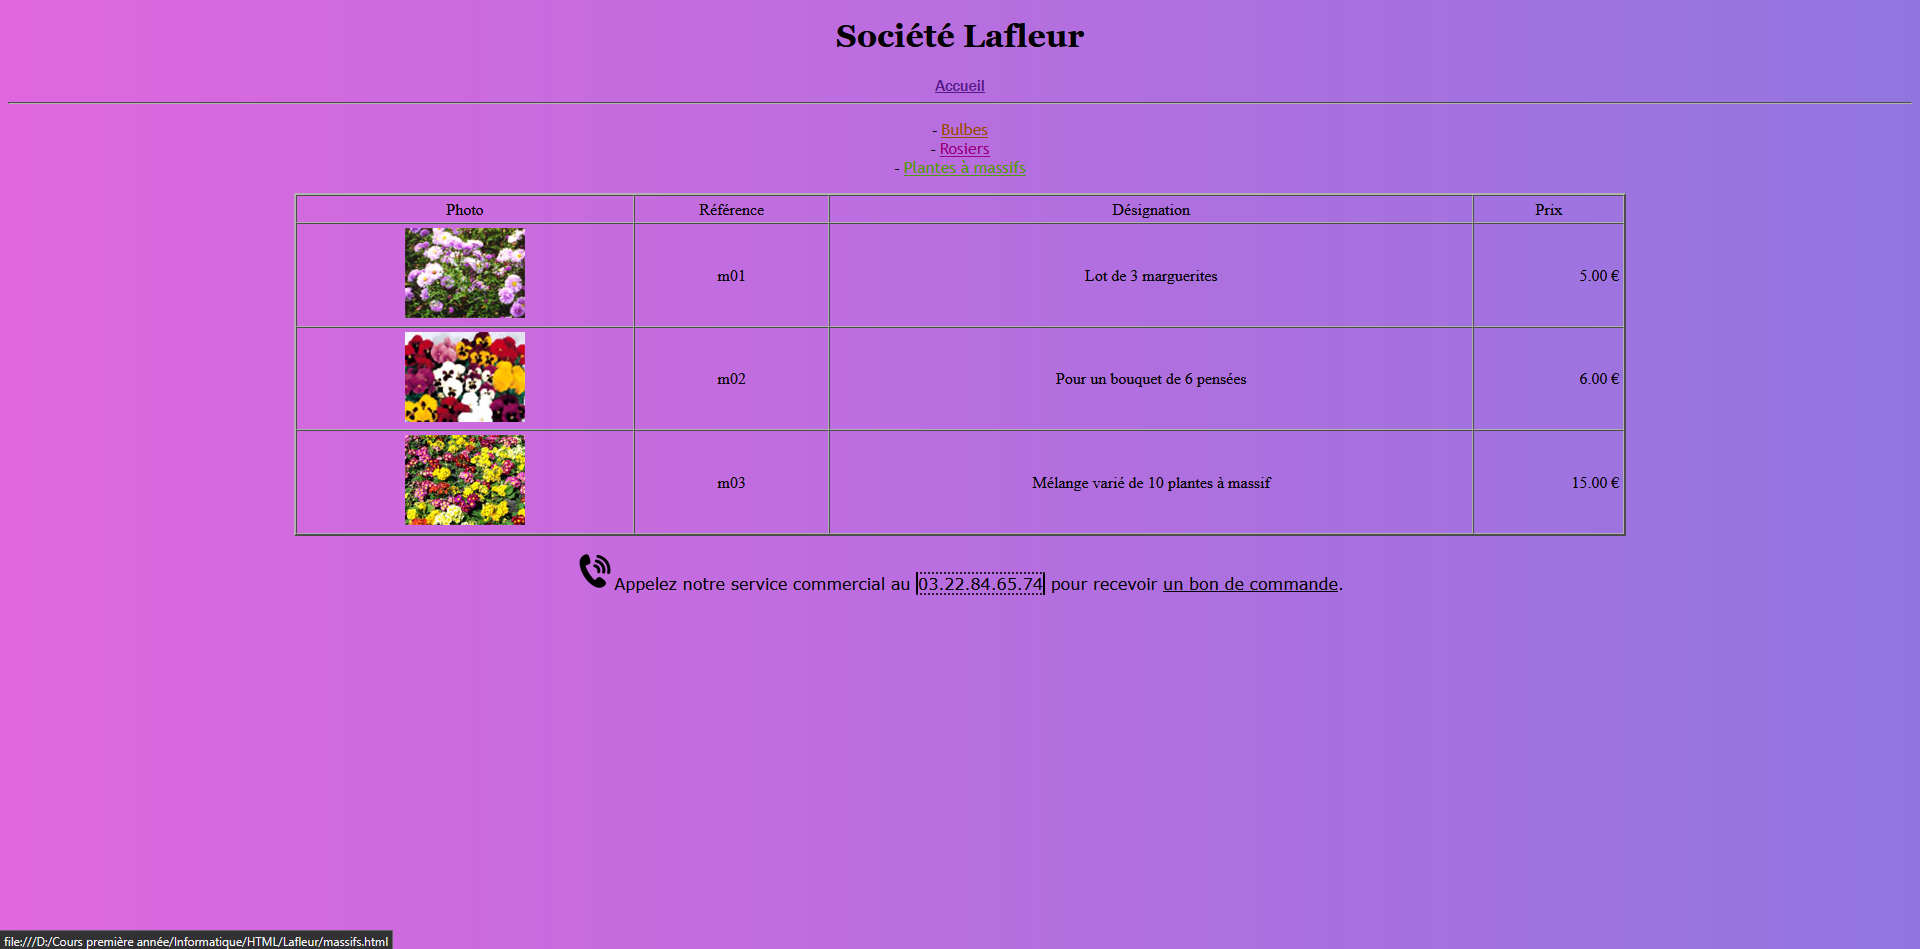 Société Lafleur
Accueil
- Bulbes
- Rosiers
- Plantes à massifs
Photo Référence Désignation Prix
m01 Lot de 3 marguerites 5.00 €
m02 Pour un bouquet de 6 pensées 6.00 €
m03 Mélange varié de 10 plantes à massif 15.00 €
Appelez notre service commercial au 03.22.84.65.74 pour recevoir un bon de commande.
file:///D:/Cours première année/Informatique/HTML/Lafleur/massifs.html